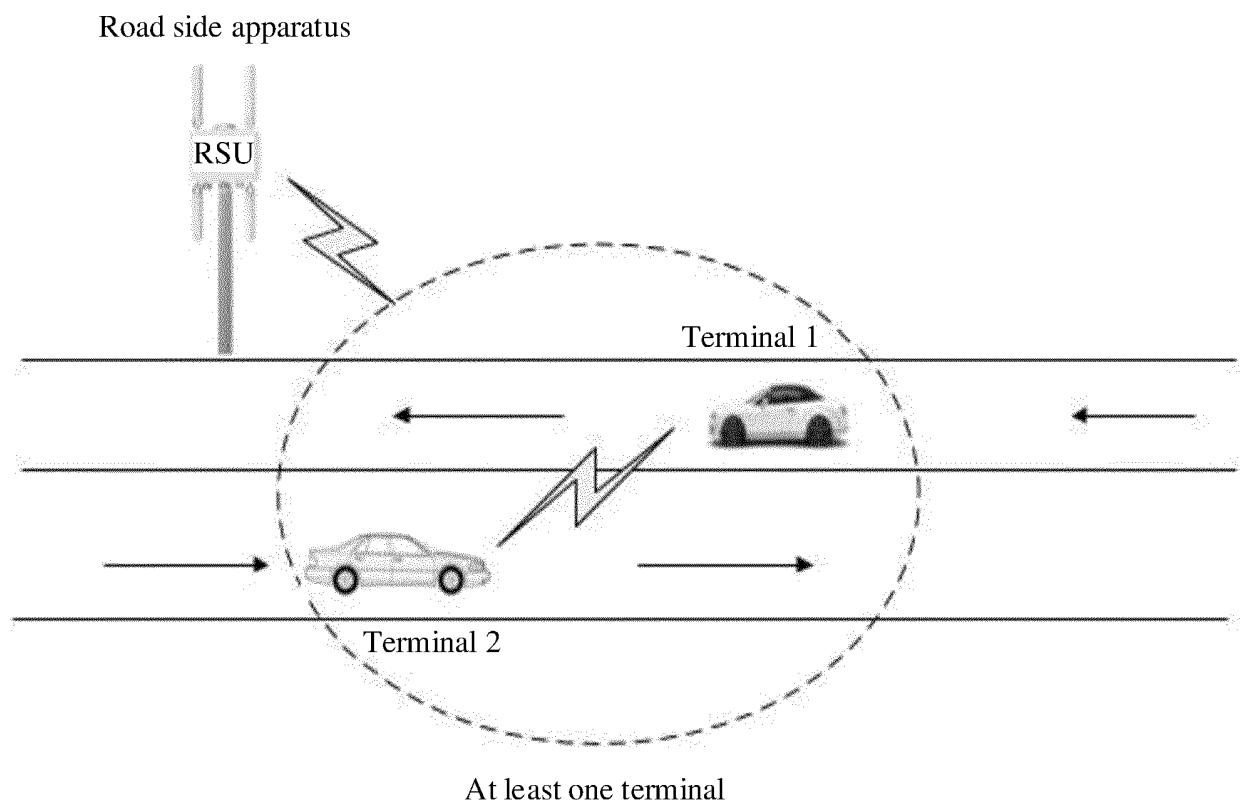 Road side apparatus
RSU
Terminal 1
Terminal 2
At least one terminal